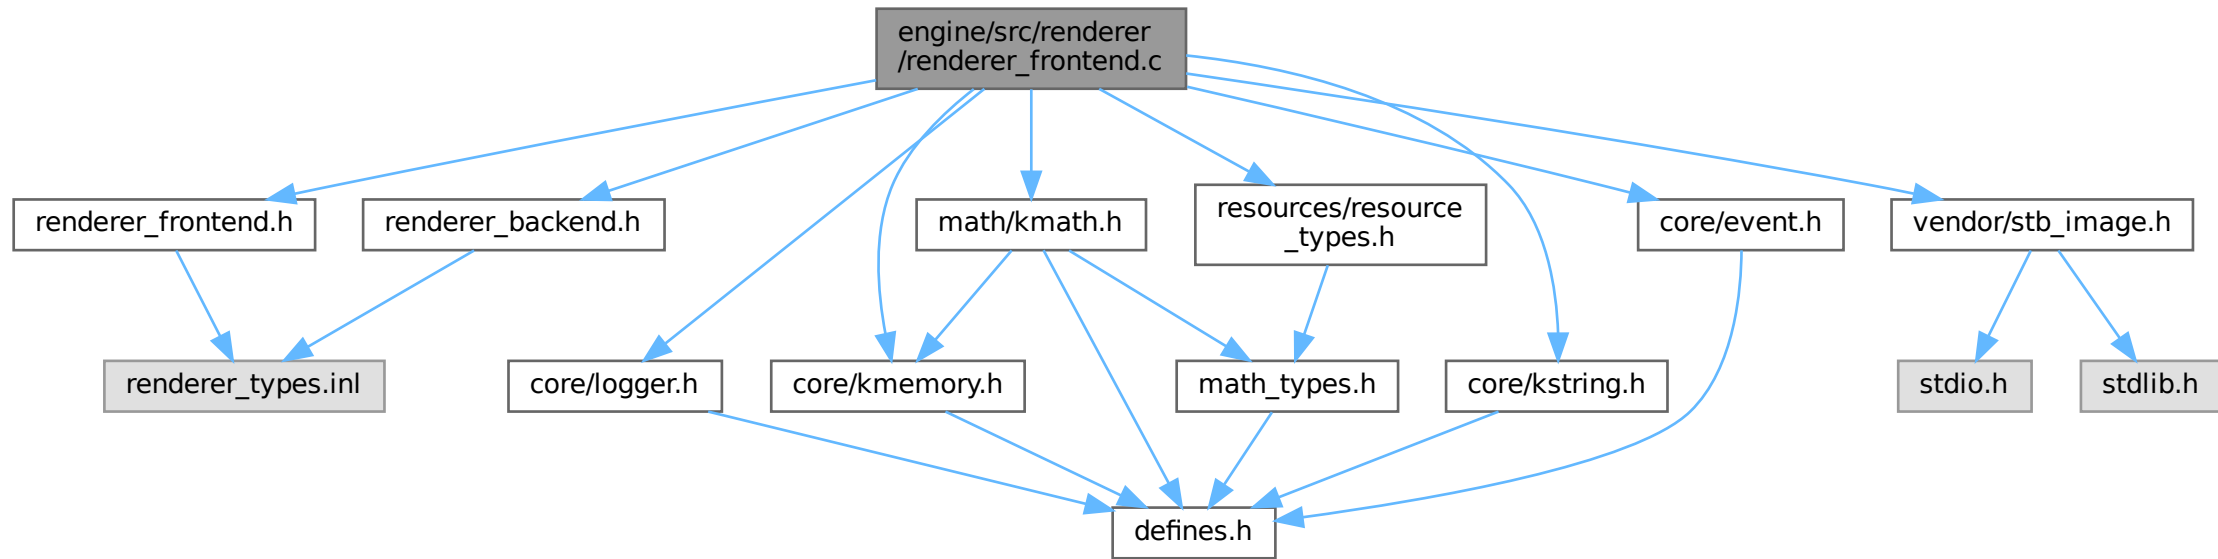 engine/src/renderer
/renderer_frontend.c
renderer_frontend.h
renderer_backend.h
math/kmath.h
resources/resource
_types.h
core/event.h
vendor/stb_image.h
renderer_types.inl
core/logger.h
core/kmemory.h
math_types.h
core/kstring.h
stdio.h
stdlib.h
defines.h